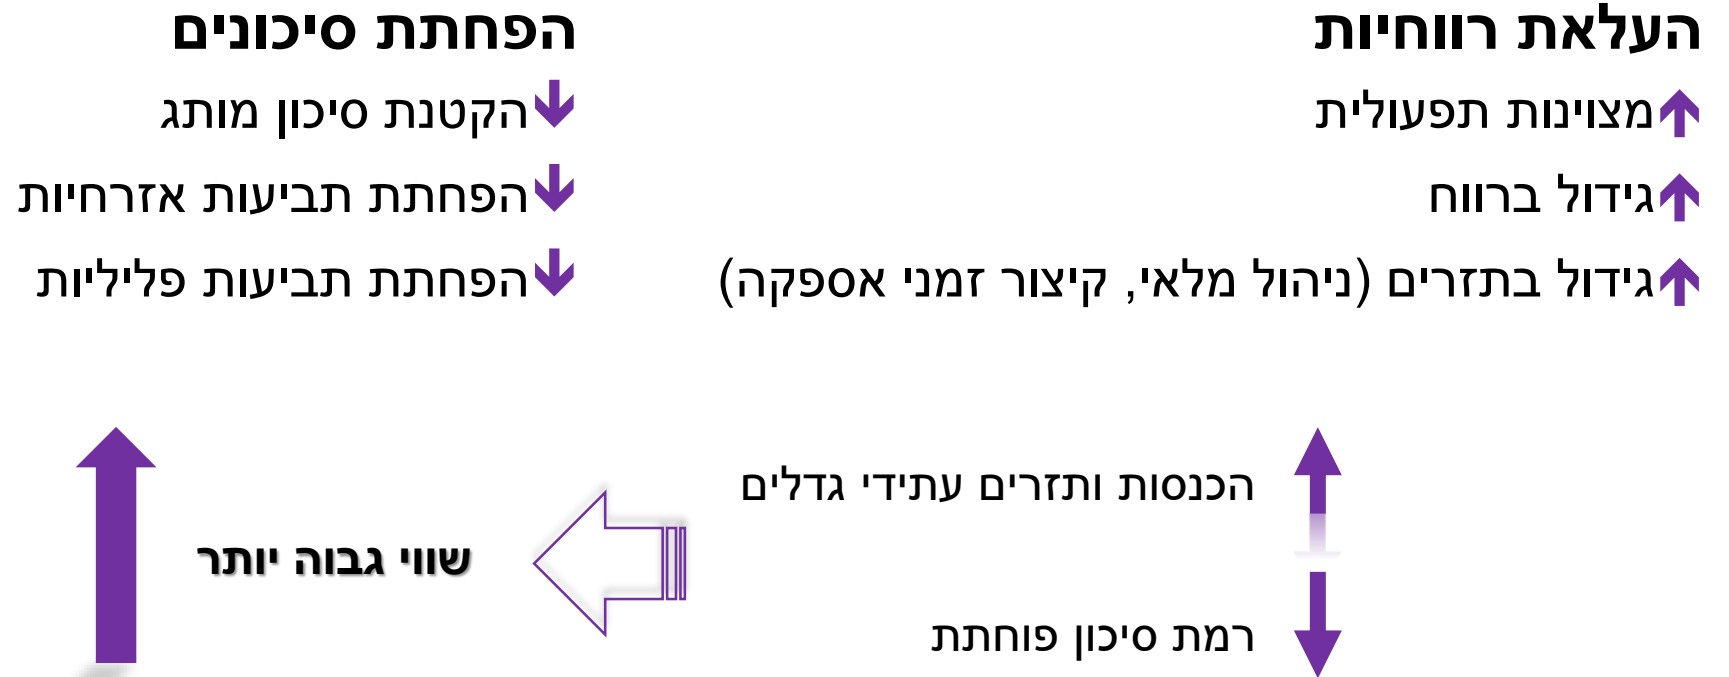 העלאת רווחיות
מצוינות תפעולית
גידול ברווח
גידול בתזרים (ניהול מלאי, קיצור זמני אספקה)
הפחתת סיכונים
הקטנת סיכון מותג
הפחתת תביעות אזרחיות
הפחתת תביעות פליליות
הכנסות ותזרים עתידי גדלים
רמת סיכון פוחתת
שווי גבוה יותר